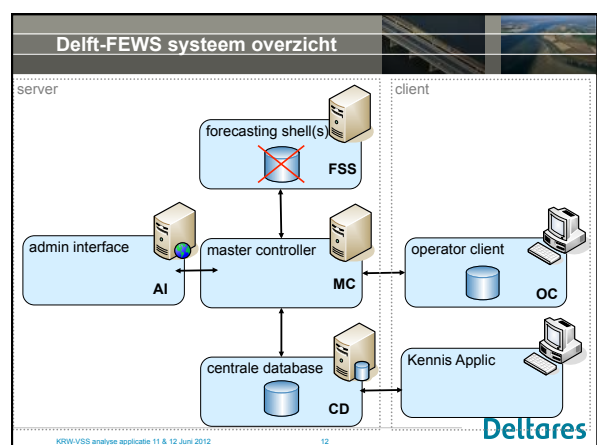 Delft-FEWS systeem overzicht
server
client
forecasting shell(s)
FSS
admin interface
AI
master controller
MC
operator client
OC
centrale database
CD
Kennis Applic
KRW-VSS analyse applicatie 11 & 12 Juni 2012
12
Deltares